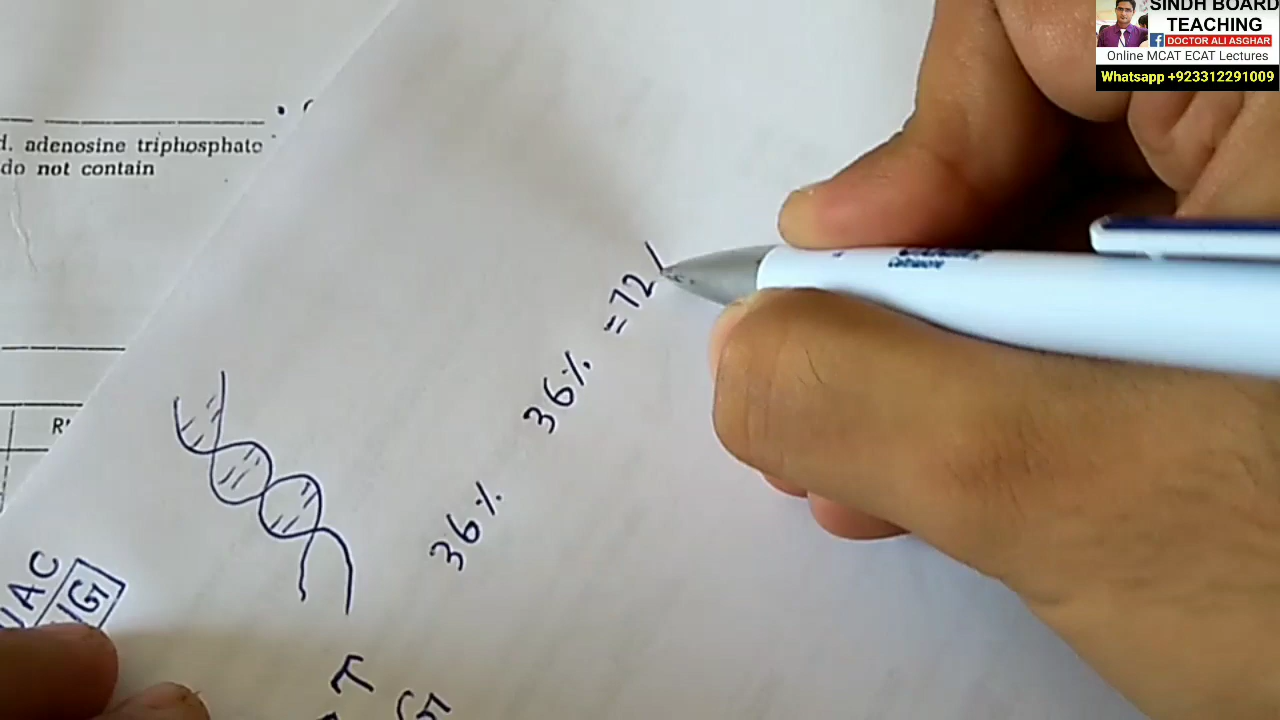 SINDH BOARD
TEACHING
DOCTOR ALI ASGHAR
Online MCAT ECAT Lectures
Whatsapp +923312291009
d. adenosine triphosphate
do not contain
36% 36% = 72
UAC
T
G